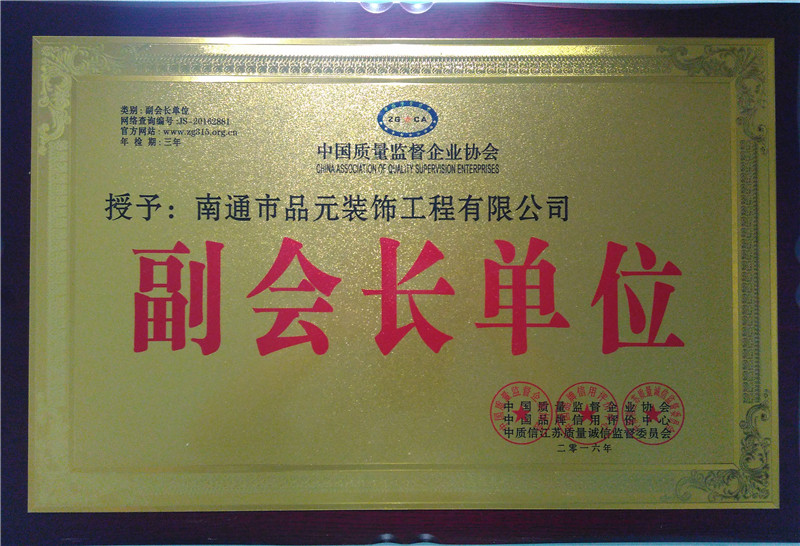 类别:副会长单位
网络查询编号:JS-20162881
官方网站:www.zg315.org.cn
年检期:三年
ZG CA
中国质量监督企业协会
CHINA ASSOCIATION OF QUALITY SUPERVISION ENTERPRISES
授予:南通市品元装饰工程有限公司
副会长单位
中国质量监督企业协会
中国品牌信用评价中心
中质信江苏质量诚信监督委员会
二零一六年